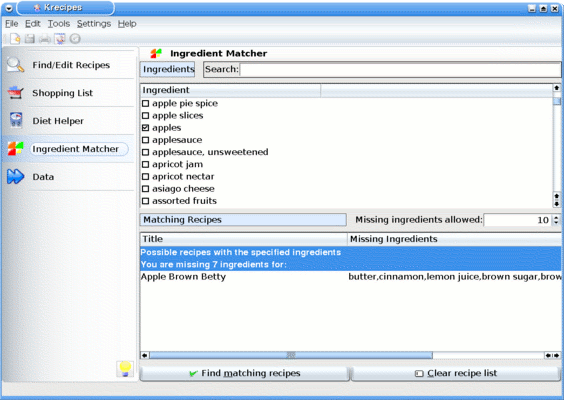 Krecipes
File Edit Tools Settings Help
Find/Edit Recipes
Shopping List
Diet Helper
Ingredient Matcher
Data
Ingredient Matcher
Ingredients Search:
Ingredient
apple pie spice
apple slices
apples
applesauce
applesauce, unsweetened
apricot jam
apricot nectar
asiago cheese
assorted fruits
Matching Recipes Missing ingredients allowed: 10
Title Missing Ingredients
Possible recipes with the specified ingredients
You are missing 7 ingredients for:
Apple Brown Betty butter,cinnamon,lemon juice,brown sugar,brow
Find matching recipes Clear recipe list